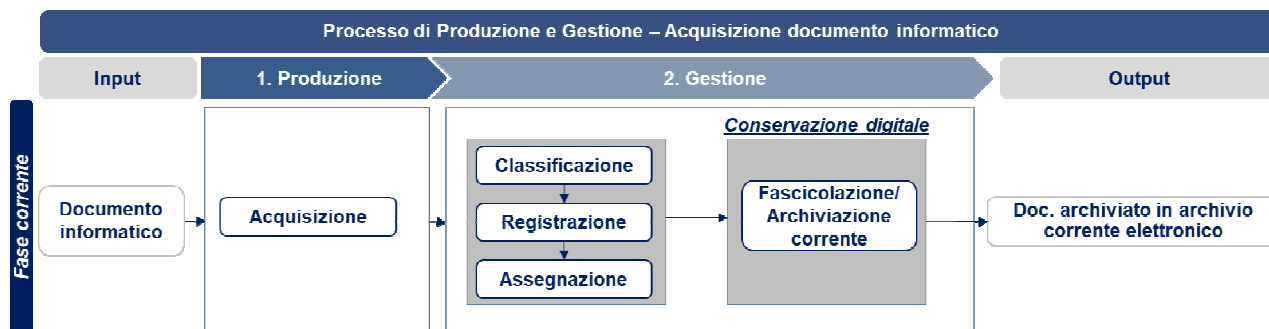 Processo di Produzione e Gestione – Acquisizione documento informatico
Input
1. Produzione
2. Gestione
Output
Fase corrente
Documento
informatico
Acquisizione
Classificazione
Registrazione
Assegnazione
Conservazione digitale
Fascicolazione/
Archiviazione
corrente
Doc. archiviato in archivio
corrente elettronico